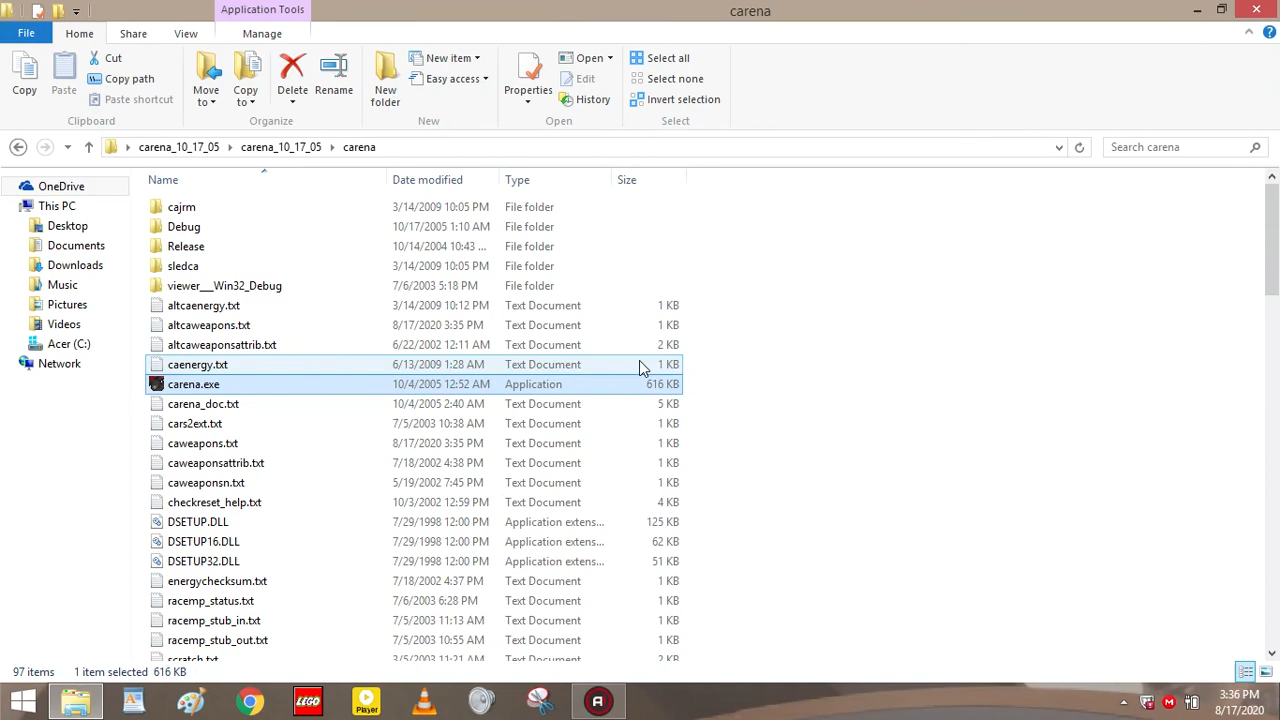 Application Tools
carena
File Home Share View Manage
Copy Paste Cut
Copy path
Paste shortcut
Move to Copy to Delete Rename
New folder
New item
Easy access
Properties
Open
Edit
History
Select all
Select none
Invert selection
Clipboard Organize New Open Select
carena_10_17_05 carena_10_17_05 carena
Search carena
Name Date modified Type Size
OneDrive
This PC
Desktop
Documents
Downloads
Music
Pictures
Videos
Acer (C:)
Network
cajrm 3/14/2009 10:05 PM File folder
Debug 10/17/2005 1:10 AM File folder
Release 10/14/2004 10:43 ... File folder
sledca 3/14/2009 10:05 PM File folder
viewer___Win32_Debug 7/6/2003 5:18 PM File folder
altcaenergy.txt 3/14/2009 10:12 PM Text Document 1 KB
altcaweapons.txt 8/17/2020 3:35 PM Text Document 1 KB
altcaweaponsattrib.txt 6/22/2002 12:11 AM Text Document 2 KB
caenergy.txt 6/13/2009 1:28 AM Text Document 1 KB
carena.exe 10/4/2005 12:52 AM Application 616 KB
carena_doc.txt 10/4/2005 2:40 AM Text Document 5 KB
cars2ext.txt 7/5/2003 10:38 AM Text Document 1 KB
caweapons.txt 8/17/2020 3:35 PM Text Document 1 KB
caweaponsattrib.txt 7/18/2002 4:38 PM Text Document 1 KB
caweaponsn.txt 5/19/2002 7:45 PM Text Document 1 KB
checkreset_help.txt 10/3/2002 12:59 PM Text Document 4 KB
DSETUP.DLL 7/29/1998 12:00 PM Application extens... 125 KB
DSETUP16.DLL 7/29/1998 12:00 PM Application extens... 62 KB
DSETUP32.DLL 7/29/1998 12:00 PM Application extens... 51 KB
energychecksum.txt 7/18/2002 4:37 PM Text Document 1 KB
racemp_status.txt 7/6/2003 6:28 PM Text Document 1 KB
racemp_stub_in.txt 7/5/2003 11:13 AM Text Document 1 KB
racemp_stub_out.txt 7/5/2003 10:55 AM Text Document 1 KB
scratch.txt 3/5/2003 11:21 AM Text Document 2 KB
97 items 1 item selected 616 KB
LEGO
Player
3:36 PM
8/17/2020